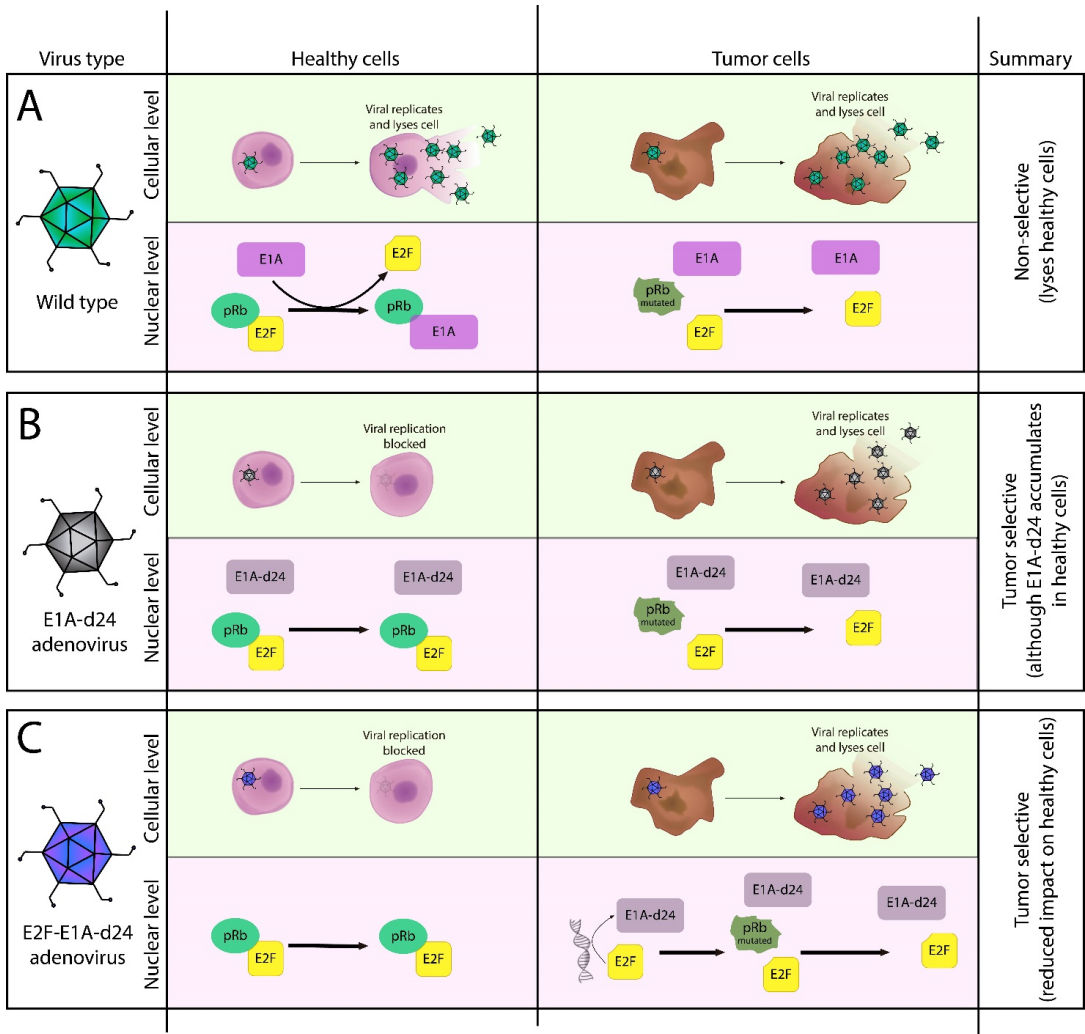 Virus type
Healthy cells
Tumor cells
Summary
A
Wild type
Cellular level
Viral replicates
and lyses cell
Viral replicates
and lyses cell
Nuclear level
E1A
E2F
pRb
E2F
pRb
E1A
E1A
pRb
mutated
E2F
E1A
E2F
Non-selective
(lyses healthy cells)
B
E1A-d24
adenovirus
Cellular level
Viral replication
blocked
Viral replicates
and lyses cell
Nuclear level
E1A-d24
pRb
E2F
E1A-d24
pRb
E2F
E1A-d24
pRb
mutated
E2F
E1A-d24
E2F
Tumor selective
(although E1A-d24 accumulates
in healthy cells)
C
E2F-E1A-d24
adenovirus
Cellular level
Viral replication
blocked
Viral replicates
and lyses cell
Nuclear level
pRb
E2F
pRb
E2F
E1A-d24
E2F
E1A-d24
pRb
mutated
E2F
E1A-d24
E2F
Tumor selective
(reduced impact on healthy cells)